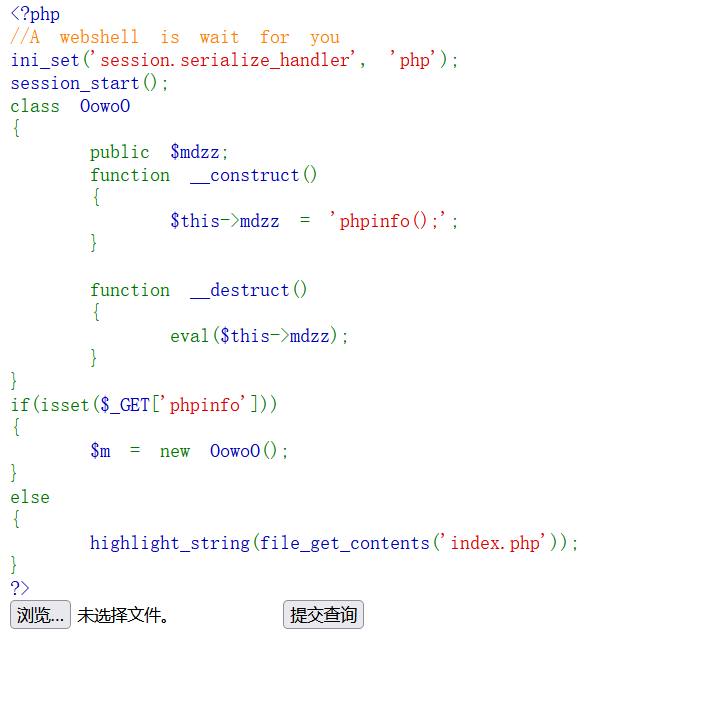 <?php
//A webshell is wait for you
ini_set('session.serialize_handler', 'php');
session_start();
class OowoO
{
public $mdzz;
function __construct()
{
$this->mdzz = 'phpinfo();';
}
function __destruct()
{
eval($this->mdzz);
}
}
if(isset($_GET['phpinfo']))
{
$m = new OowoO();
}
else
{
highlight_string(file_get_contents('index.php'));
}
?>
浏览... 未选择文件。 提交查询